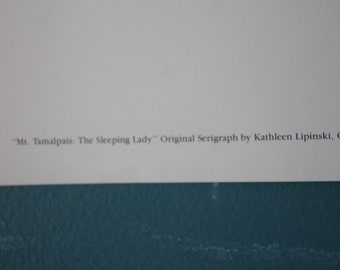 "Mt. Tamalpais: The Sleeping Lady" Original Serigraph by Kathleen Lipinski,